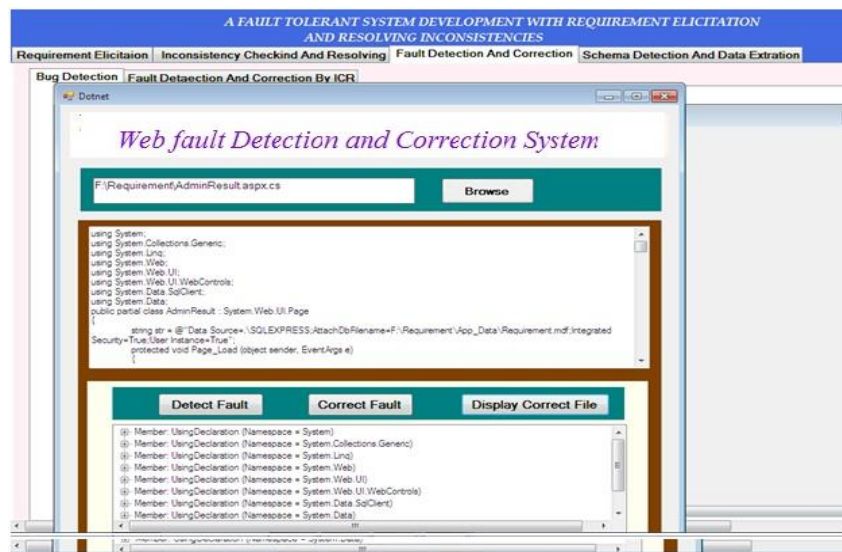 A FAULT TOLERANT SYSTEM DEVELOPMENT WITH REQUIREMENT ELICITATION
AND RESOLVING INCONSISTENCIES
Requirement Elicitaion Inconsistency Checkind And Resolving Fault Detection And Correction Schema Detection And Data Extration
Bug Detection Fault Detaection And Correction By ICR
Dotnet
Web fault Detection and Correction System
F:\Requirement\AdminResult.aspx.cs Browse
using System;
using System.Collections.Generic;
using System.Linq;
using System.Web;
using System.Web.UI;
using System.Web.UI.WebControls;
using System.Data.SqlClient;
using System.Data;
public partial class AdminResult : System.Web.UI.Page
{
string str = @"Data Source=.\SQLEXPRESS;AttachDbFilename=F:\Requirement\App_Data\Requirement.mdf;Integrated
Security=True;User Instance=True";
protected void Page_Load (object sender, EventArgs e)
{
Detect Fault Correct Fault Display Correct File
Member: UsingDeclaration (Namespace = System)
Member: UsingDeclaration (Namespace = System.Collections.Generic)
Member: UsingDeclaration (Namespace = System.Linq)
Member: UsingDeclaration (Namespace = System.Web)
Member: UsingDeclaration (Namespace = System.Web.UI)
Member: UsingDeclaration (Namespace = System.Web.UI.WebControls)
Member: UsingDeclaration (Namespace = System.Data.SqlClient)
Member: UsingDeclaration (Namespace = System.Data)
Member: UsingDeclaration (Namespace = System.Data)